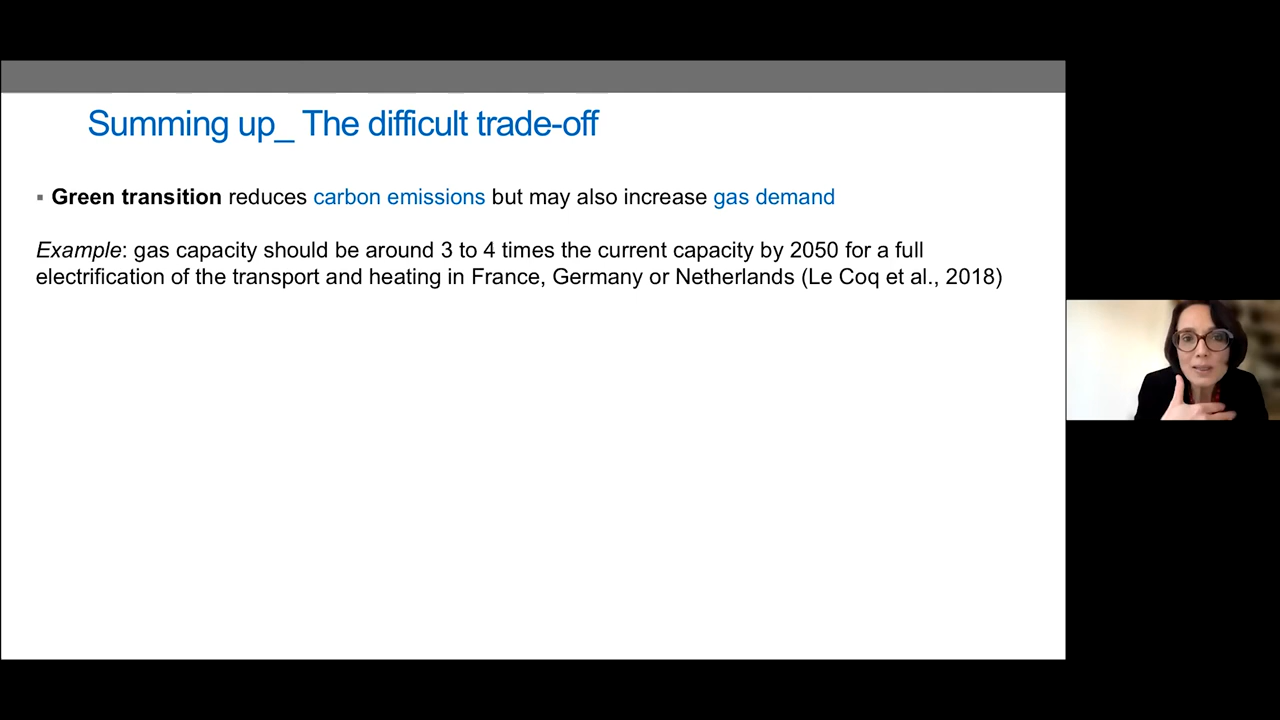 Summing up_ The difficult trade-off
▪ Green transition reduces carbon emissions but may also increase gas demand
Example: gas capacity should be around 3 to 4 times the current capacity by 2050 for a full
electrification of the transport and heating in France, Germany or Netherlands (Le Coq et al., 2018)